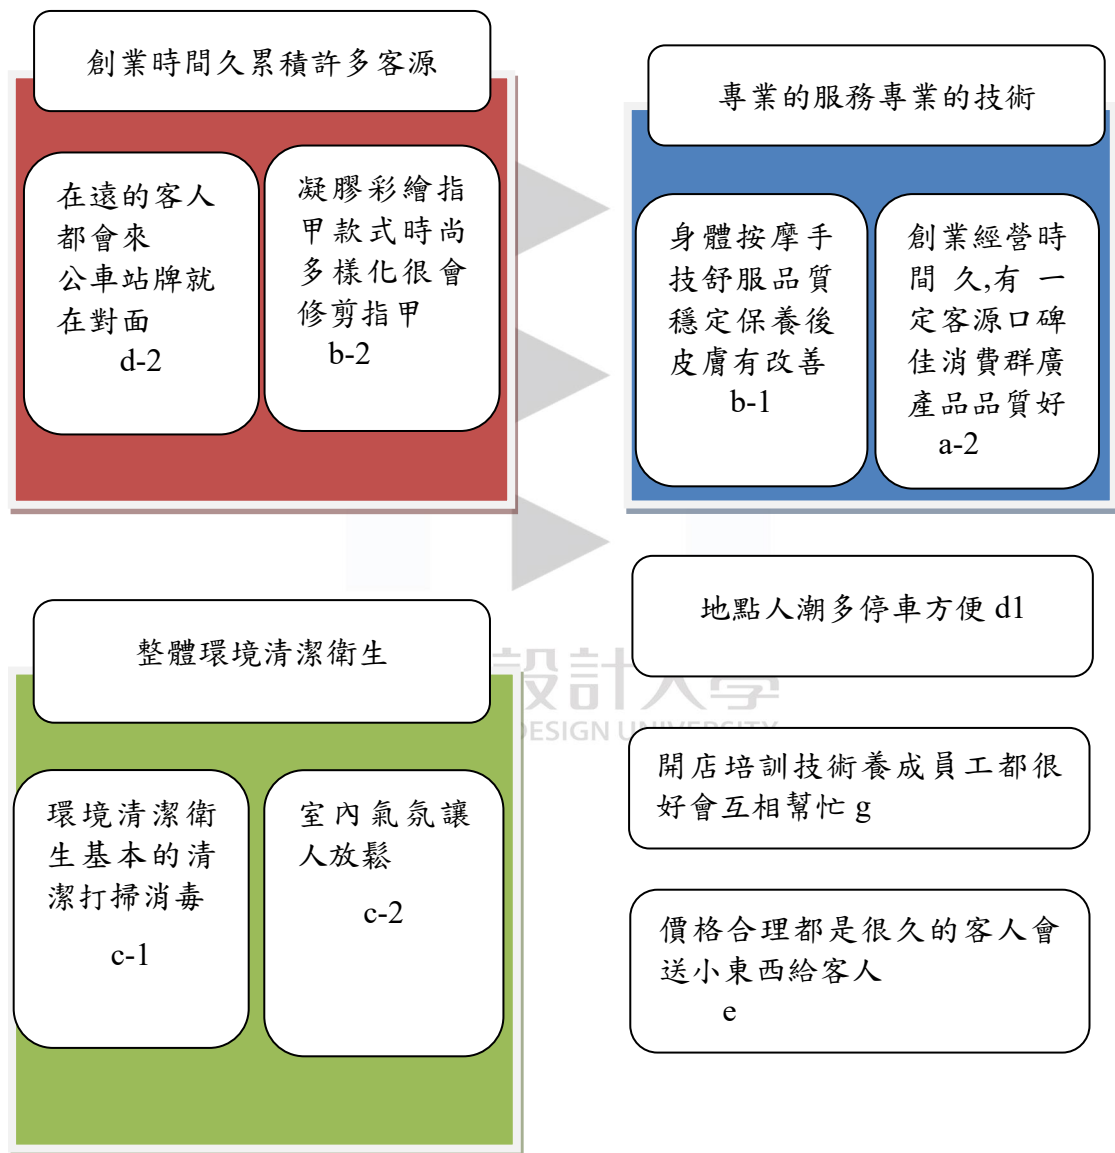 創業時間久累積許多客源
在遠的客人
都會來
公車站牌就
在對面
d-2
凝膠彩繪指
甲款式時尚
多樣化很會
修剪指甲
b-2
專業的服務專業的技術
身體按摩手
技舒服品質
穩定保養後
皮膚有改善
b-1
創業經營時
間 久,有 一
定客源口碑
佳消費群廣
產品品質好
a-2
整體環境清潔衛生
環境清潔衛
生基本的清
潔打掃消毒
c-1
室內氣氛讓
人放鬆
c-2
地點人潮多停車方便 d1
設計大學
DESIGN UNIVERSITY
開店培訓技術養成員工都很
好會互相幫忙 g
價格合理都是很久的客人會
送小東西給客人
e